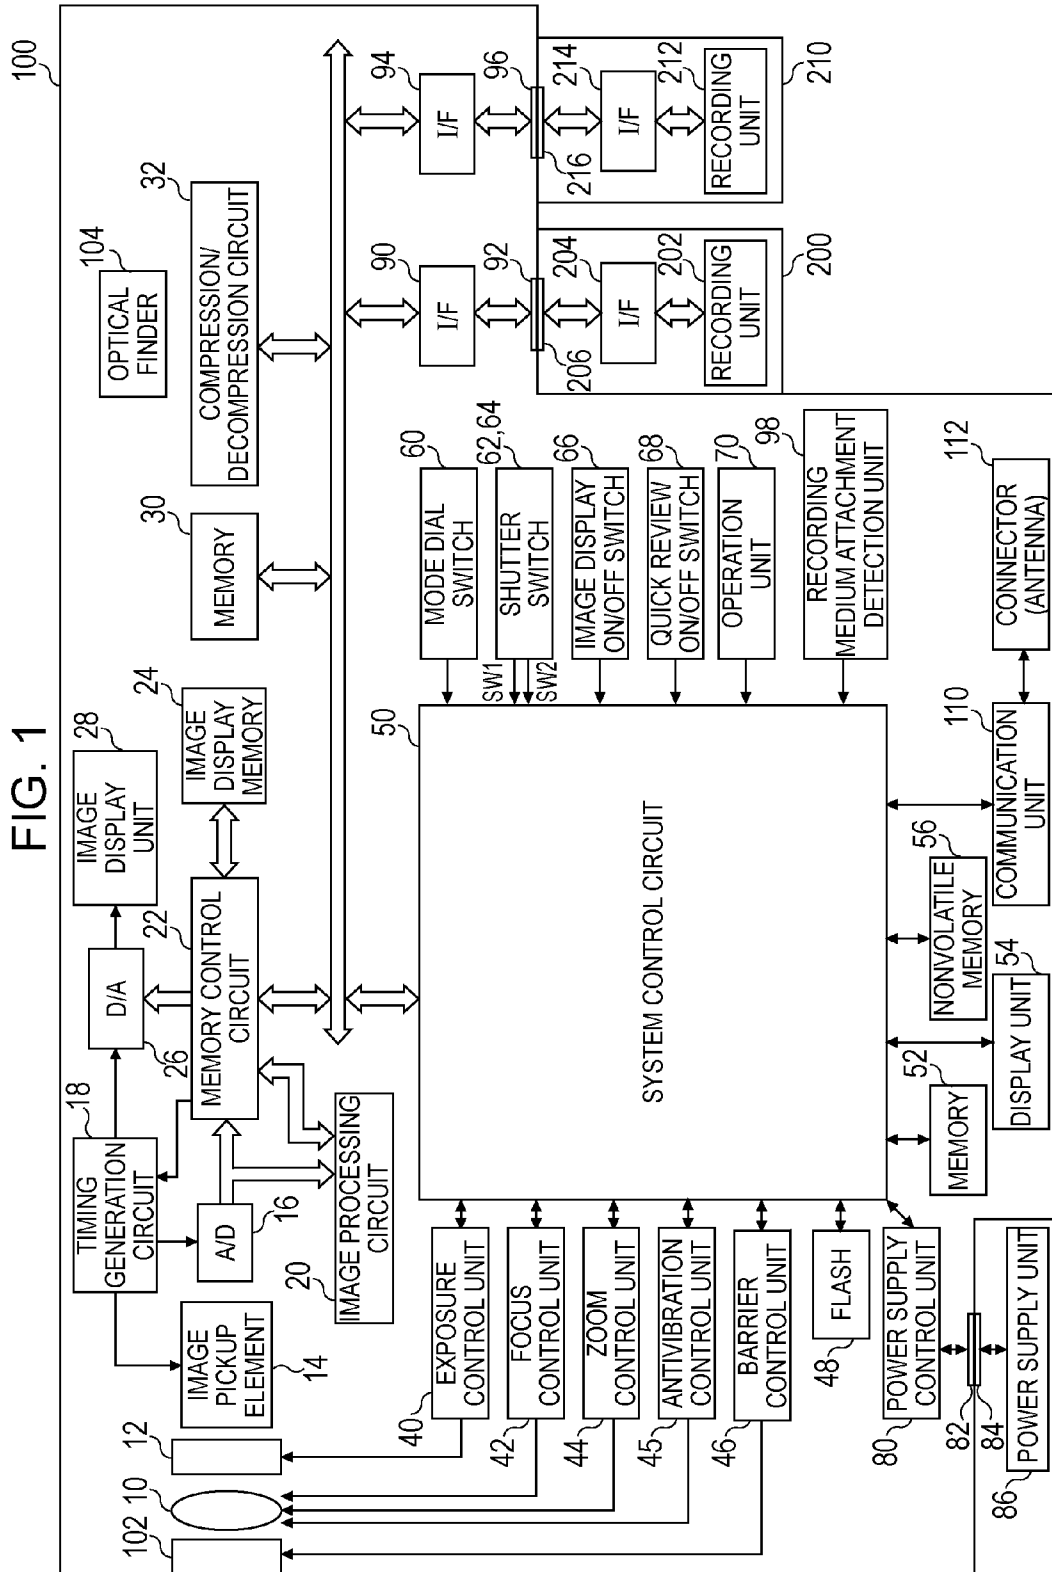 FIG. 1
100
102
10
12
IMAGE
PICKUP
ELEMENT
14
TIMING
GENERATION
CIRCUIT
18
A/D
16
D/A
26
IMAGE
DISPLAY
UNIT
28
MEMORY CONTROL
CIRCUIT
22
IMAGE
DISPLAY
MEMORY
24
IMAGE PROCESSING
CIRCUIT
20
MEMORY
30
OPTICAL
FINDER
104
COMPRESSION/
DECOMPRESSION CIRCUIT
32
EXPOSURE
CONTROL UNIT
40
FOCUS
CONTROL UNIT
42
ZOOM
CONTROL UNIT
44
ANTIVIBRATION
CONTROL UNIT
45
BARRIER
CONTROL UNIT
46
FLASH
48
POWER SUPPLY
CONTROL UNIT
80
82
84
POWER SUPPLY UNIT
86
SYSTEM CONTROL CIRCUIT
50
MODE DIAL
SWITCH
60
SHUTTER
SWITCH
62,64
SW1
SW2
IMAGE DISPLAY
ON/OFF SWITCH
66
QUICK REVIEW
ON/OFF SWITCH
68
OPERATION
UNIT
70
RECORDING
MEDIUM ATTACHMENT
DETECTION UNIT
98
MEMORY
52
DISPLAY UNIT
54
NONVOLATILE
MEMORY
56
COMMUNICATION
UNIT
110
CONNECTOR
(ANTENNA)
112
I/F
90
92
206
I/F
204
RECORDING
UNIT
202
200
I/F
94
96
216
I/F
214
RECORDING
UNIT
212
210